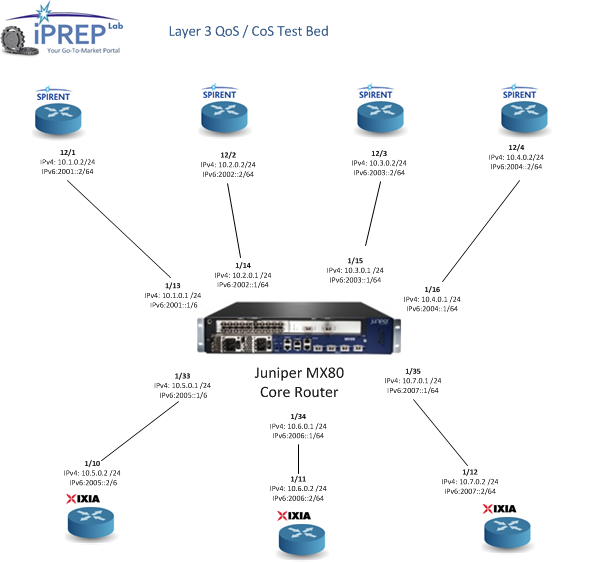 iPREP Lab
Your Go-To-Market Portal
Layer 3 QoS / CoS Test Bed
SPIRENT
SPIRENT
SPIRENT
SPIRENT
12/1
IPv4: 10.1.0.2/24
IPv6:2001::2/64
12/2
IPv4: 10.2.0.2/24
IPv6:2002::2/64
12/3
IPv4: 10.3.0.2/24
IPv6:2003::2/64
12/4
IPv4: 10.4.0.2/24
IPv6:2004::2/64
1/13
IPv4: 10.1.0.1 /24
IPv6:2001::1/6
1/14
IPv4: 10.2.0.1 /24
IPv6:2002::1/64
1/15
IPv4: 10.3.0.1 /24
IPv6:2003::1/64
1/16
IPv4: 10.4.0.1 /24
IPv6:2004::1/64
Juniper MX80
Core Router
1/33
IPv4: 10.5.0.1 /24
IPv6:2005::1/6
1/34
IPv4: 10.6.0.1 /24
IPv6:2006::1/64
1/35
IPv4: 10.7.0.1 /24
IPv6:2007::1/64
1/10
IPv4: 10.5.0.2 /24
IPv6:2005::2/6
XIXIA
1/11
IPv4: 10.6.0.2 /24
IPv6:2006::2/64
XIXIA
1/12
IPv4: 10.7.0.2 /24
IPv6:2007::2/64
XIXIA